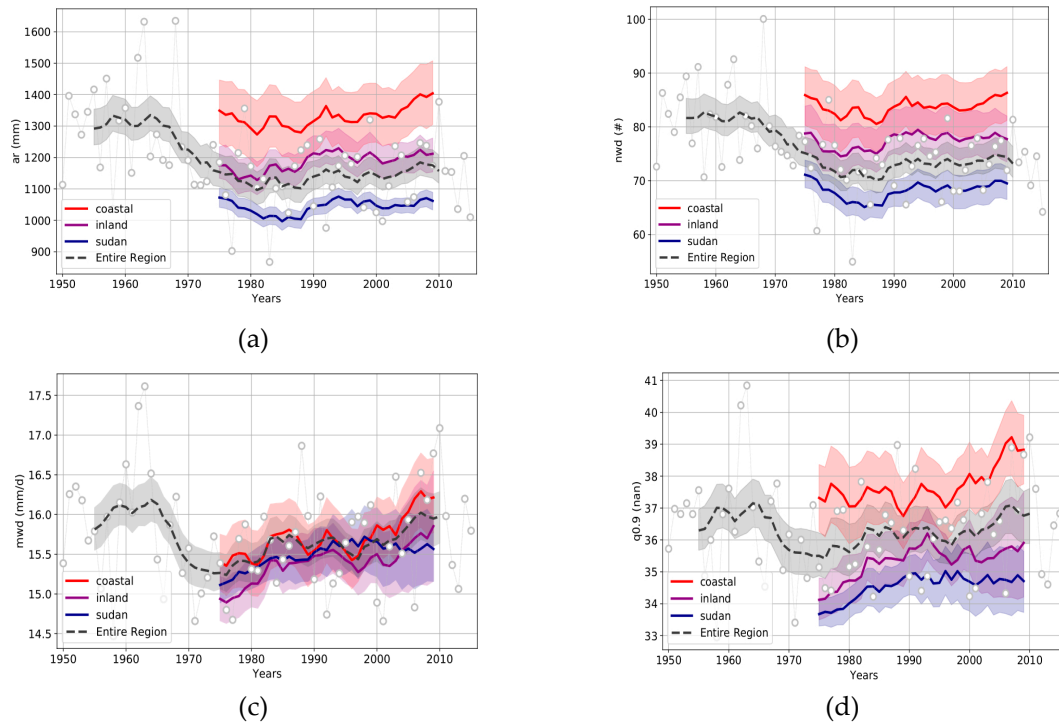 1600
1500
1400
1300
1200
1100
1000
900
ar (mm)
coastal
inland
sudan
Entire Region
1950 1960 1970 1980 1990 2000 2010
Years
(a)
100
90
80
70
60
nwd (#)
coastal
inland
sudan
Entire Region
1950 1960 1970 1980 1990 2000 2010
Years
(b)
17.5
17.0
16.5
16.0
15.5
15.0
14.5
mwd (mm/d)
coastal
inland
sudan
Entire Region
1950 1960 1970 1980 1990 2000 2010
Years
(c)
41
40
39
38
37
36
35
34
33
q0.9 (nan)
coastal
inland
sudan
Entire Region
1950 1960 1970 1980 1990 2000 2010
Years
(d)